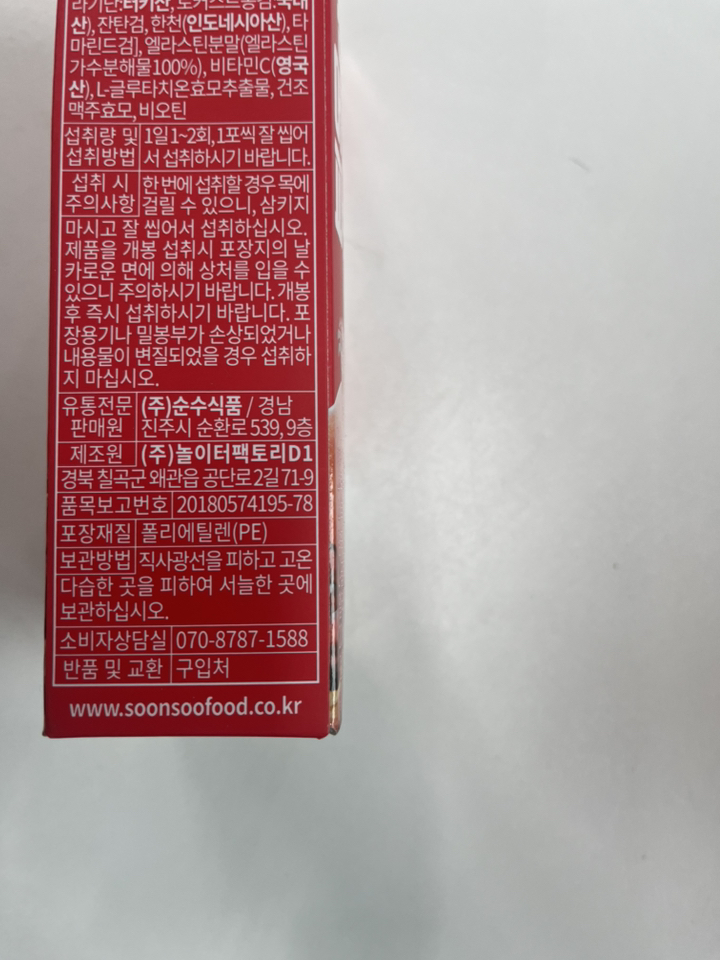 라기난:터키산, 로커스트콩검:국내
산), 잔탄검, 한천(인도네시아산), 타
마린드검], 엘라스틴분말(엘라스틴
가수분해물100%), 비타민C(영국
산), L-글루타치온효모추출물, 건조
맥주효모, 비오틴
섭취량 및 1일 1~2회, 1포씩 잘 씹어
섭취방법 서 섭취하시기 바랍니다.
섭취 시 한번에 섭취할 경우 목에
주의사항 걸릴 수 있으니, 삼키지
마시고 잘 씹어서 섭취하십시오.
제품을 개봉 섭취시 포장지의 날
카로운 면에 의해 상처를 입을 수
있으니 주의하시기 바랍니다. 개봉
후 즉시 섭취하시기 바랍니다. 포
장용기나 밀봉부가 손상되었거나
내용물이 변질되었을 경우 섭취하
지 마십시오.
유통전문 (주)순수식품 / 경남
판매원 진주시 순환로 539, 9층
제조원 (주)놀이터팩토리D1
경북 칠곡군 왜관읍 공단로2길 71-9
품목보고번호 20180574195-78
포장재질 폴리에틸렌(PE)
보관방법 직사광선을 피하고 고온
다습한 곳을 피하여 서늘한 곳에
보관하십시오.
소비자상담실 070-8787-1588
반품 및 교환 구입처
www.soonsoofood.co.kr